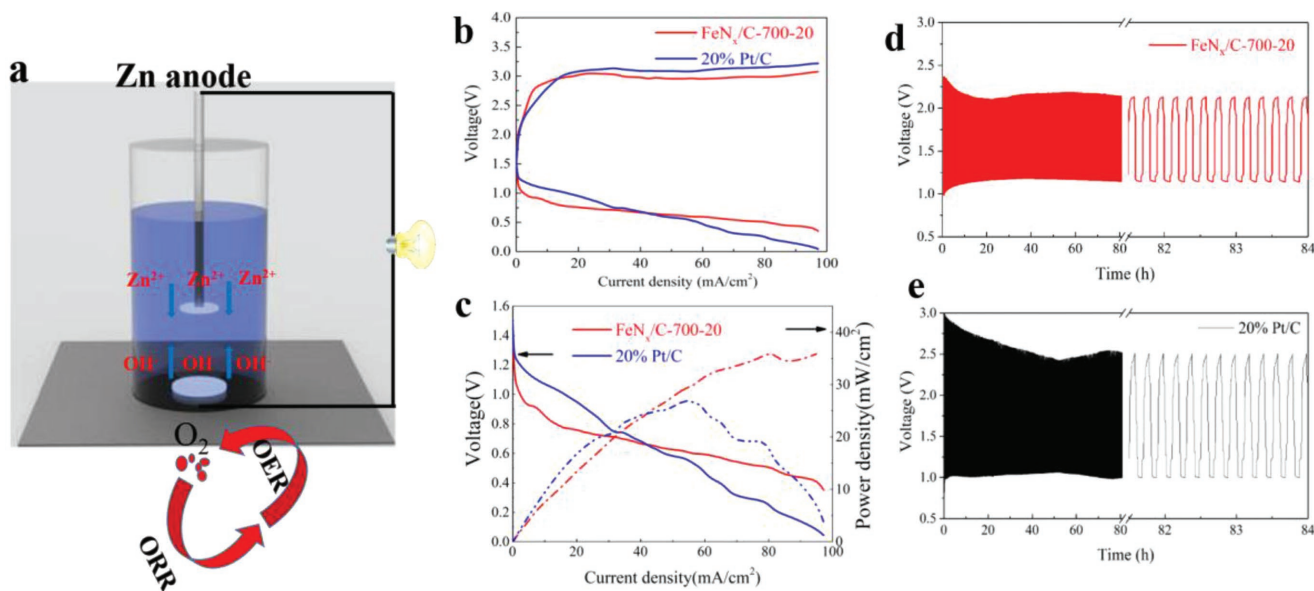 a
Zn anode
Zn²⁺ Zn²⁺ Zn²⁺
OH⁻ OH⁻ OH⁻
O₂
OER
ORR
b
FeNₓ/C-700-20
20% Pt/C
4.0
3.5
3.0
2.5
2.0
1.5
1.0
0.5
0.0
Voltage(V)
0 20 40 60 80 100
Current density (mA/cm²)
c
FeNₓ/C-700-20
20% Pt/C
1.6
1.4
1.2
1.0
0.8
0.6
0.4
0.2
0.0
Voltage(V)
40
30
20
10
0
Power density(mW/cm²)
0 20 40 60 80 100
Current density(mA/cm²)
d
FeNₓ/C-700-20
3.0
2.5
2.0
1.5
1.0
0.5
Voltage (V)
0 20 40 60 80 82 83 84
Time (h)
e
20% Pt/C
3.0
2.5
2.0
1.5
1.0
0.5
Voltage (V)
0 20 40 60 80 82 83 84
Time (h)